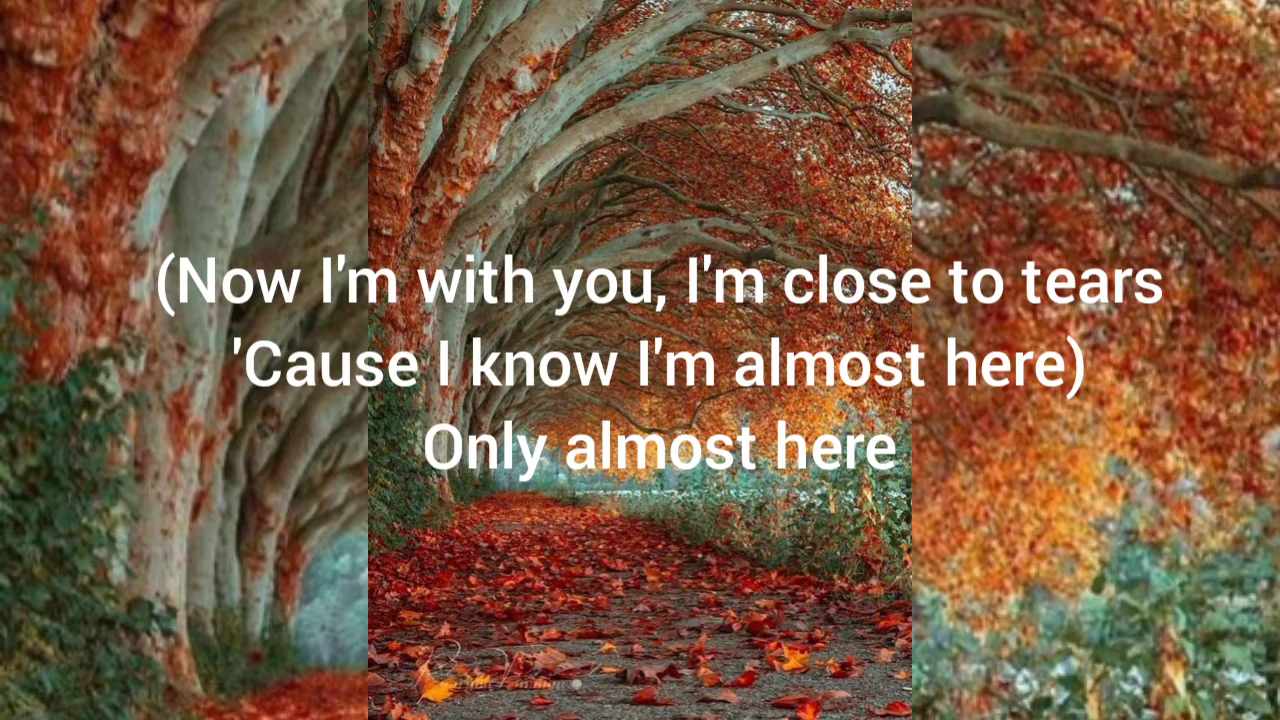 (Now I'm with you, I'm close to tears
'Cause I know I'm almost here)
Only almost here